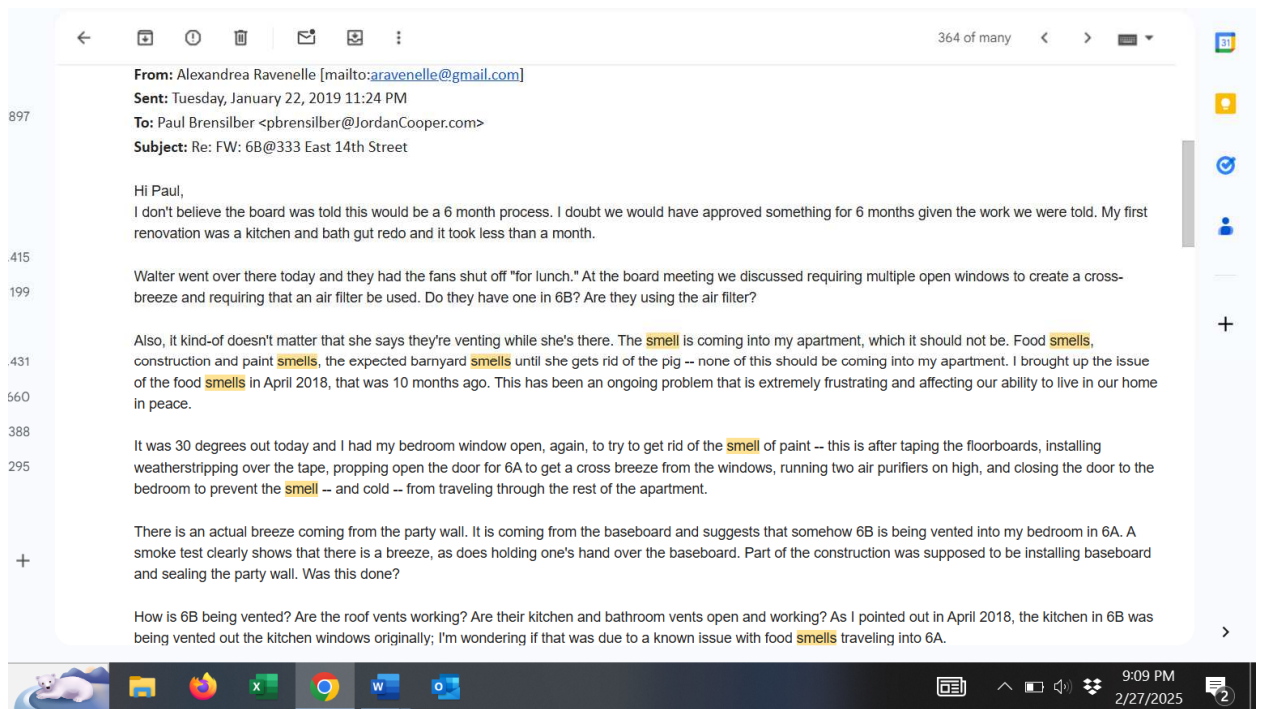 364 of many
31
From: Alexandrea Ravenelle [mailto:aravenelle@gmail.com]
Sent: Tuesday, January 22, 2019 11:24 PM
897
To: Paul Brensilber <pbrensilber@JordanCooper.com>
Subject: Re: FW: 6B@333 East 14th Street
Hi Paul,
I don't believe the board was told this would be a 6 month process. I doubt we would have approved something for 6 months given the work we were told. My first
renovation was a kitchen and bath gut redo and it took less than a month.
415
Walter went over there today and they had the fans shut off "for lunch." At the board meeting we discussed requiring multiple open windows to create a cross-
199
breeze and requiring that an air filter be used. Do they have one in 6B? Are they using the air filter?
Also, it kind-of doesn't matter that she says they're venting while she's there. The smell is coming into my apartment, which it should not be. Food smells,
431
construction and paint smells, the expected barnyard smells until she gets rid of the pig -- none of this should be coming into my apartment. I brought up the issue
of the food smells in April 2018, that was 10 months ago. This has been an ongoing problem that is extremely frustrating and affecting our ability to live in our home
660
in peace.
388
It was 30 degrees out today and I had my bedroom window open, again, to try to get rid of the smell of paint -- this is after taping the floorboards, installing
295
weatherstripping over the tape, propping open the door for 6A to get a cross breeze from the windows, running two air purifiers on high, and closing the door to the
bedroom to prevent the smell -- and cold -- from traveling through the rest of the apartment.
There is an actual breeze coming from the party wall. It is coming from the baseboard and suggests that somehow 6B is being vented into my bedroom in 6A. A
smoke test clearly shows that there is a breeze, as does holding one's hand over the baseboard. Part of the construction was supposed to be installing baseboard
and sealing the party wall. Was this done?
How is 6B being vented? Are the roof vents working? Are their kitchen and bathroom vents open and working? As I pointed out in April 2018, the kitchen in 6B was
being vented out the kitchen windows originally; I'm wondering if that was due to a known issue with food smells traveling into 6A.
9:09 PM
2/27/2025
2